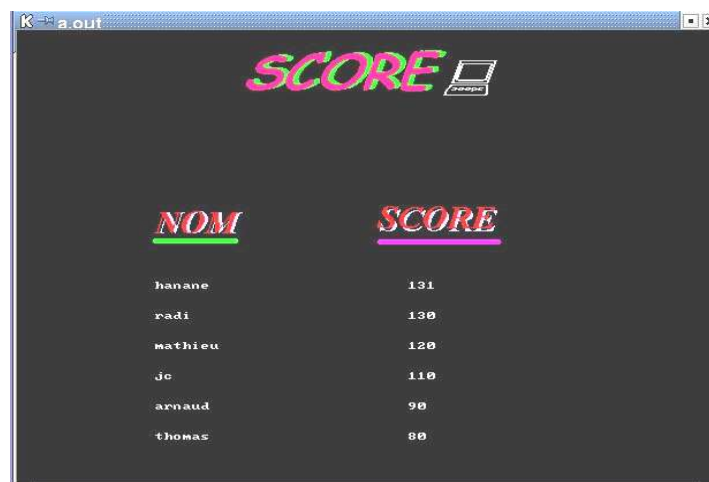 a.out
SCORE
NOM SCORE
hanane 131
radi 130
mathieu 120
jc 110
arnaud 90
thomas 80